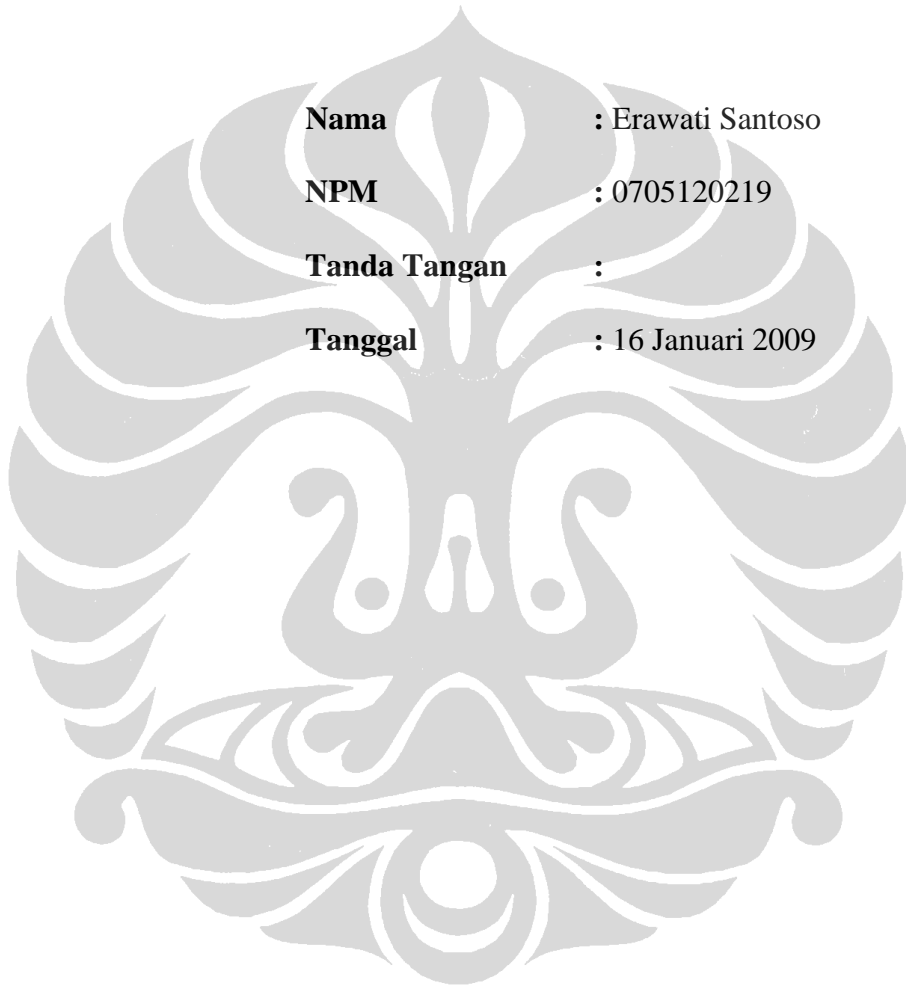 Nama : Erawati Santoso
NPM : 0705120219
Tanda Tangan :
Tanggal : 16 Januari 2009